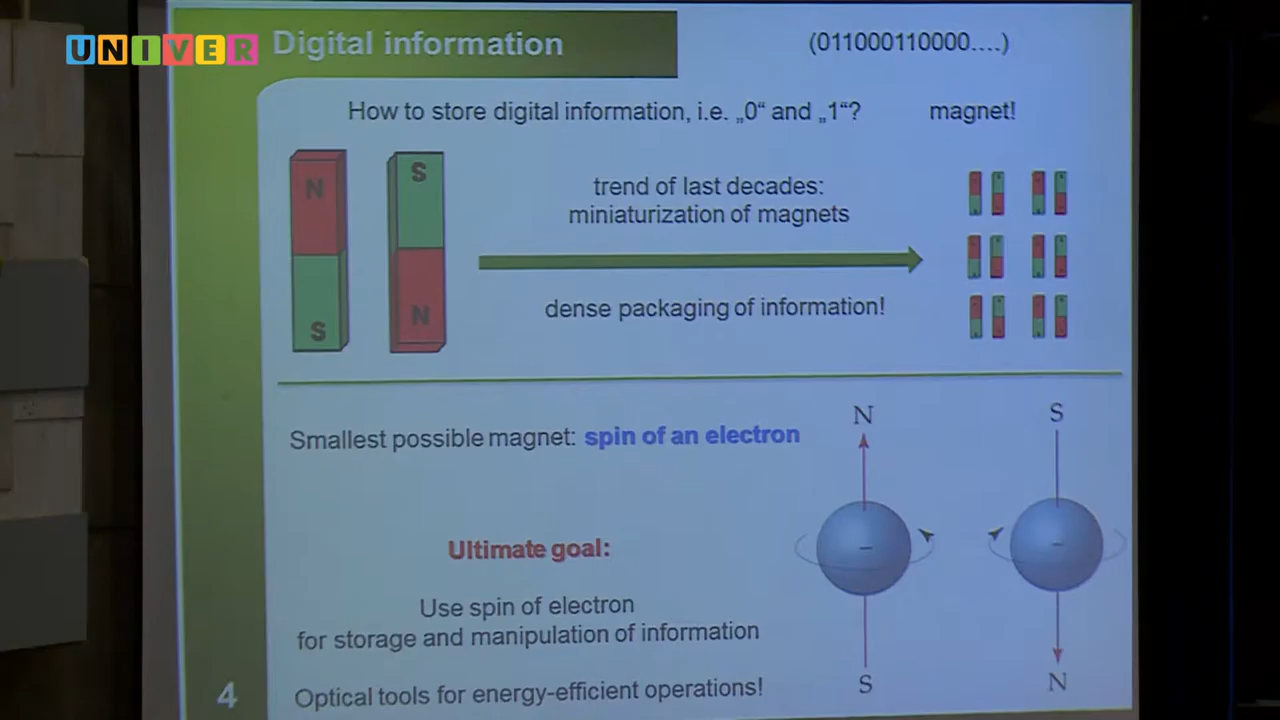 UNIVER
Digital information
(011000110000....)
How to store digital information, i.e. „0“ and „1“?
magnet!
N
S
S
N
trend of last decades:
miniaturization of magnets
dense packaging of information!
Smallest possible magnet: spin of an electron
N
S
Ultimate goal:
Use spin of electron
for storage and manipulation of information
Optical tools for energy-efficient operations!
–
–
S
N
4